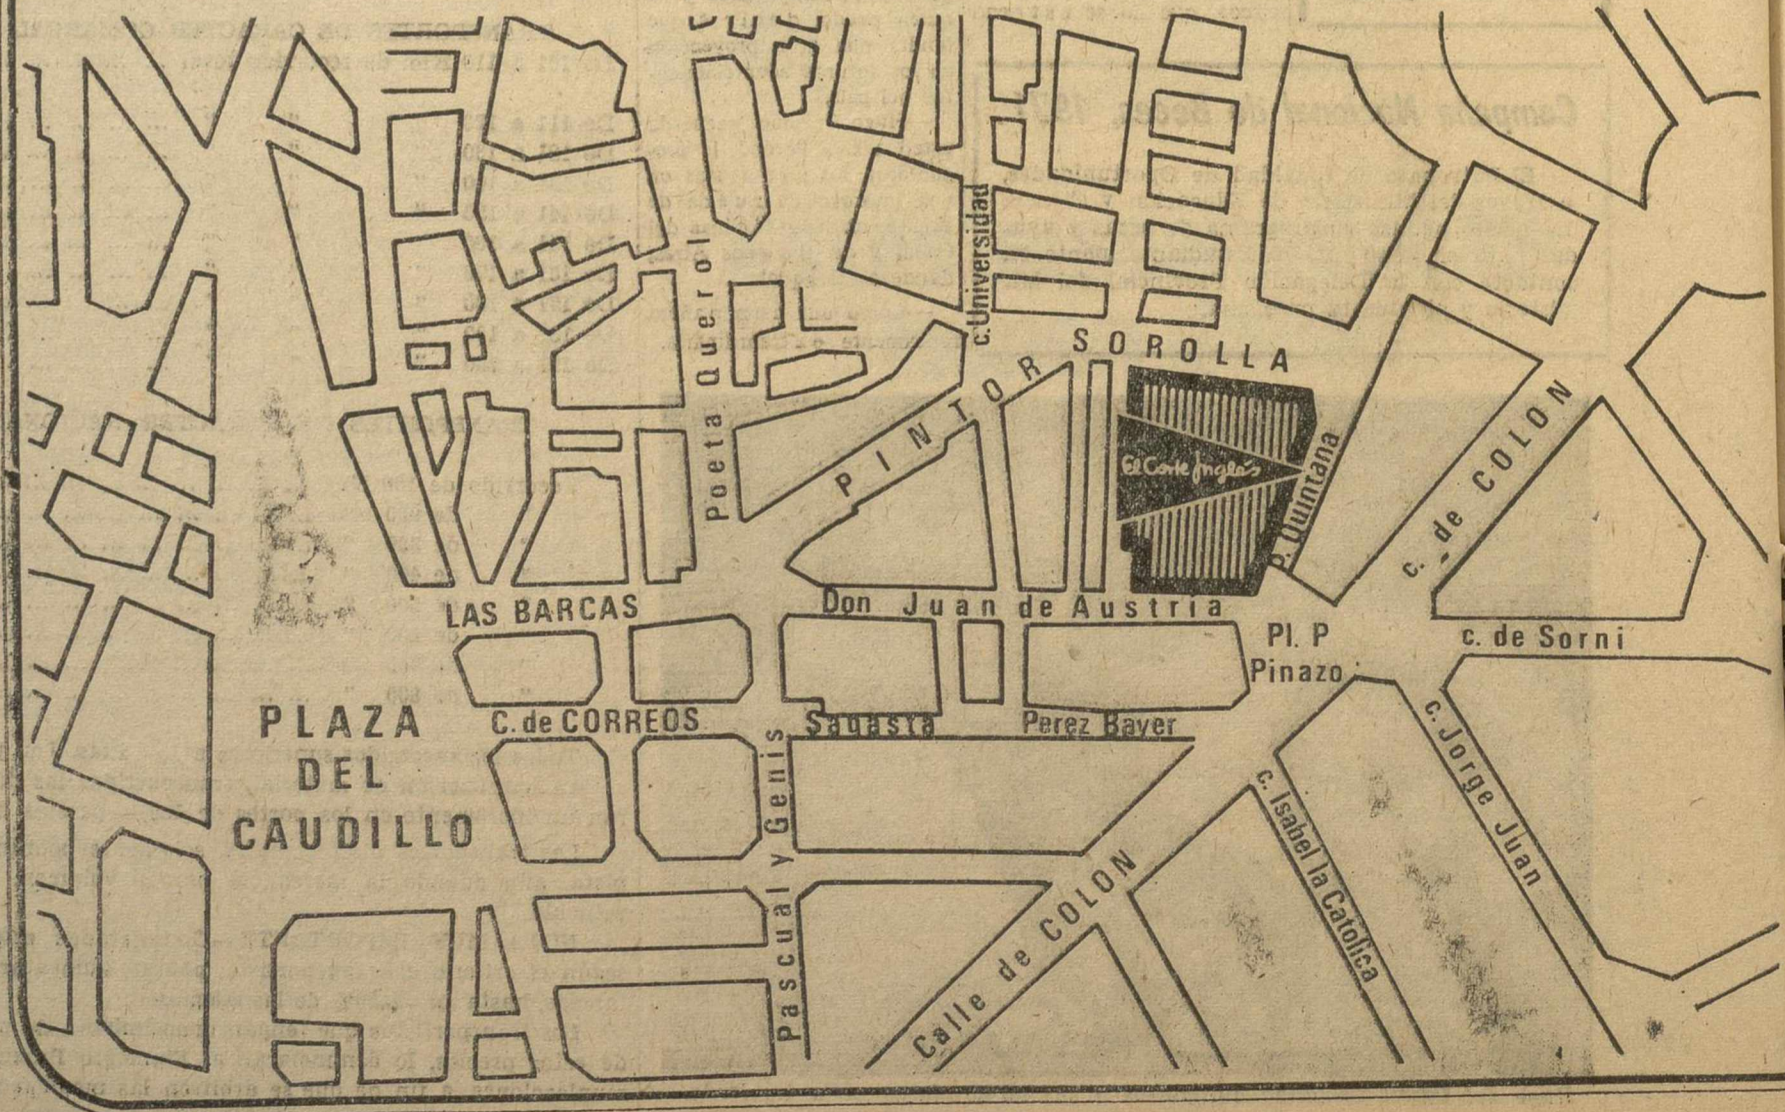 c. Universidad
Poeta Querol
PINTOR SOROLLA
El Corte Inglés
P. Quintana
c. de COLON
LAS BARCAS
Don Juan de Austria
Pl. P
Pinazo
c. de Sorni
PLAZA
DEL
CAUDILLO
C. de CORREOS
Sagasta
Perez Bayer
Pascual y Genis
c. Jorge Juan
c. Isabel la Catolica
Calle de COLON